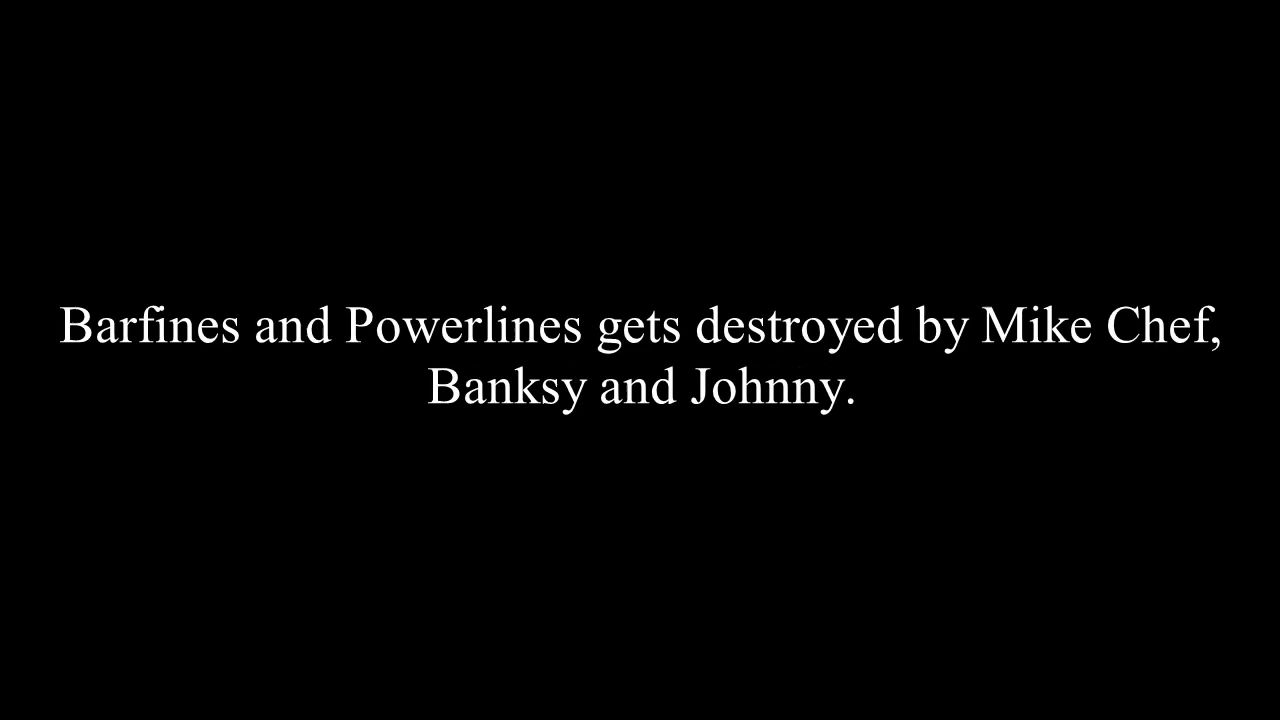 Barfines and Powerlines gets destroyed by Mike Chef,
Banksy and Johnny.